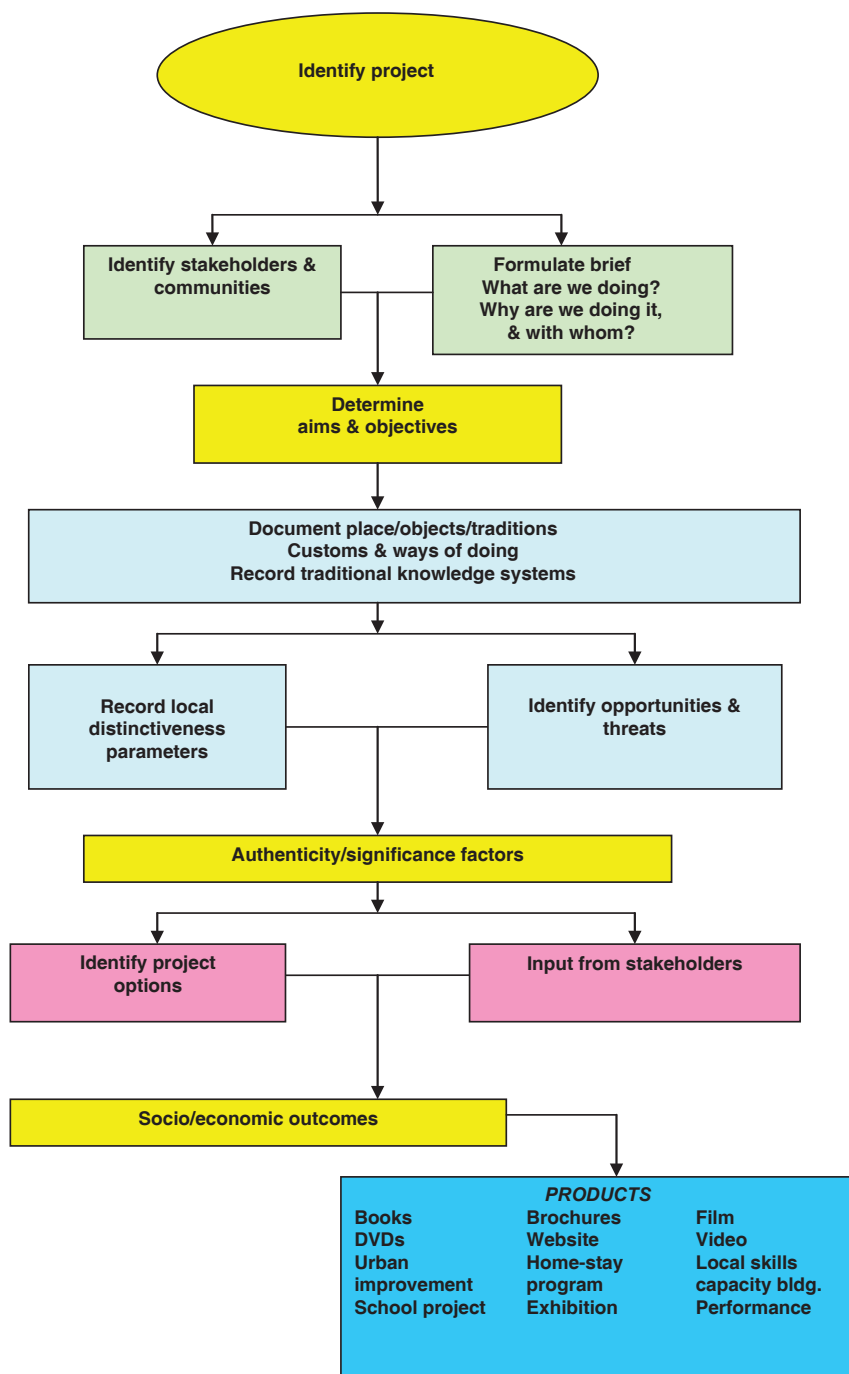 Identify project
Identify stakeholders &
communities
Formulate brief
What are we doing?
Why are we doing it,
& with whom?
Determine
aims & objectives
Document place/objects/traditions
Customs & ways of doing
Record traditional knowledge systems
Record local
distinctiveness
parameters
Identify opportunities &
threats
Authenticity/significance factors
Identify project
options
Input from stakeholders
Socio/economic outcomes
PRODUCTS
Books
DVDs
Urban
improvement
School project
Brochures
Website
Home-stay
program
Exhibition
Film
Video
Local skills
capacity bldg.
Performance